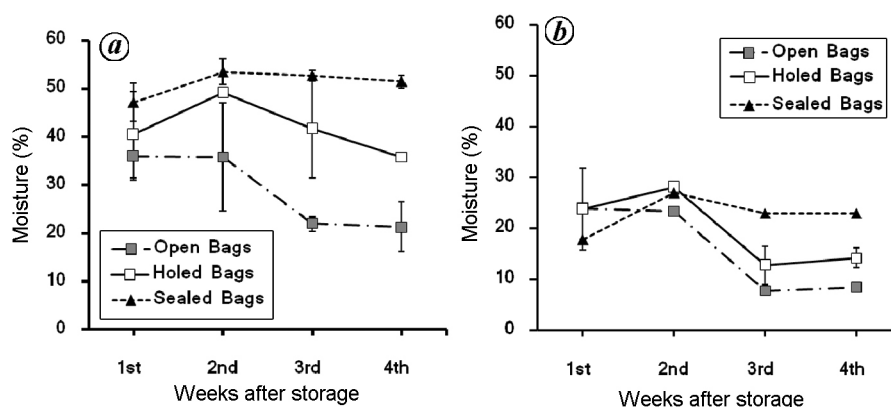 a
60
50
40
30
20
10
0
Moisture (%)
Open Bags
Holed Bags
Sealed Bags
1st 2nd 3rd 4th
Weeks after storage
b
60
50
40
30
20
10
0
Moisture (%)
Open Bags
Holed Bags
Sealed Bags
1st 2nd 3rd 4th
Weeks after storage